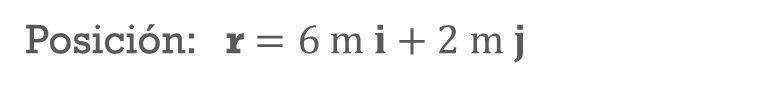 Posición: r = 6 m i + 2 m j